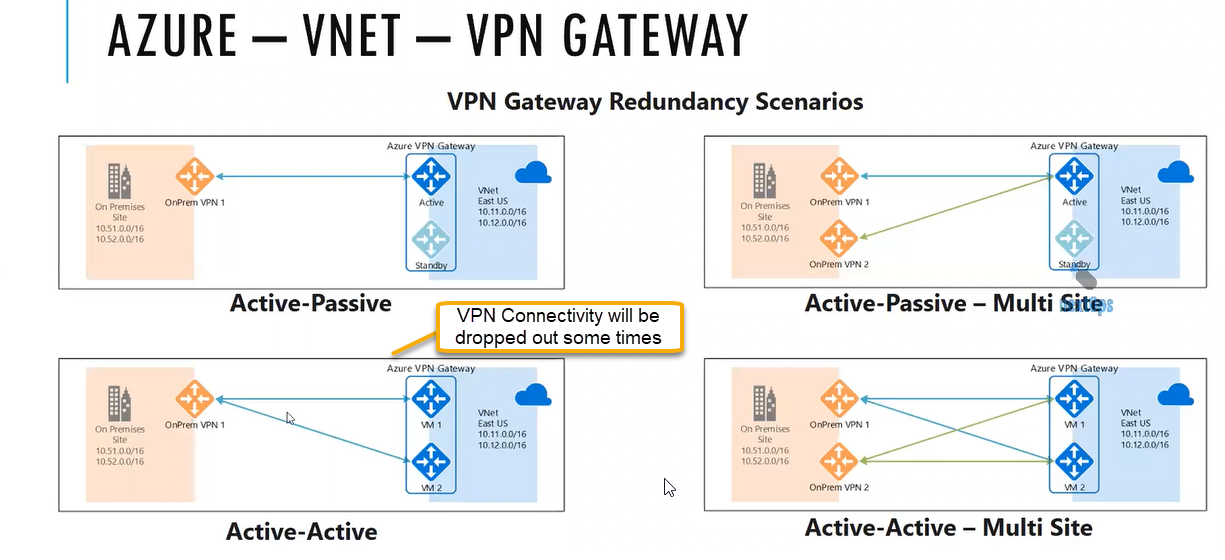 AZURE — VNET — VPN GATEWAY
VPN Gateway Redundancy Scenarios
Azure VPN Gateway
On Premises
Site
10.51.0.0/16
10.52.0.0/16
OnPrem VPN 1
Active
Standby
VNet
East US
10.11.0.0/16
10.12.0.0/16
Active-Passive
Azure VPN Gateway
On Premises
Site
10.51.0.0/16
10.52.0.0/16
OnPrem VPN 1
OnPrem VPN 2
Active
Standby
VNet
East US
10.11.0.0/16
10.12.0.0/16
Active-Passive – Multi Site
VPN Connectivity will be
dropped out some times
Azure VPN Gateway
On Premises
Site
10.51.0.0/16
10.52.0.0/16
OnPrem VPN 1
VM 1
VM 2
VNet
East US
10.11.0.0/16
10.12.0.0/16
Active-Active
Azure VPN Gateway
On Premises
Site
10.51.0.0/16
10.52.0.0/16
OnPrem VPN 1
OnPrem VPN 2
VM 1
VM 2
VNet
East US
10.11.0.0/16
10.12.0.0/16
Active-Active – Multi Site